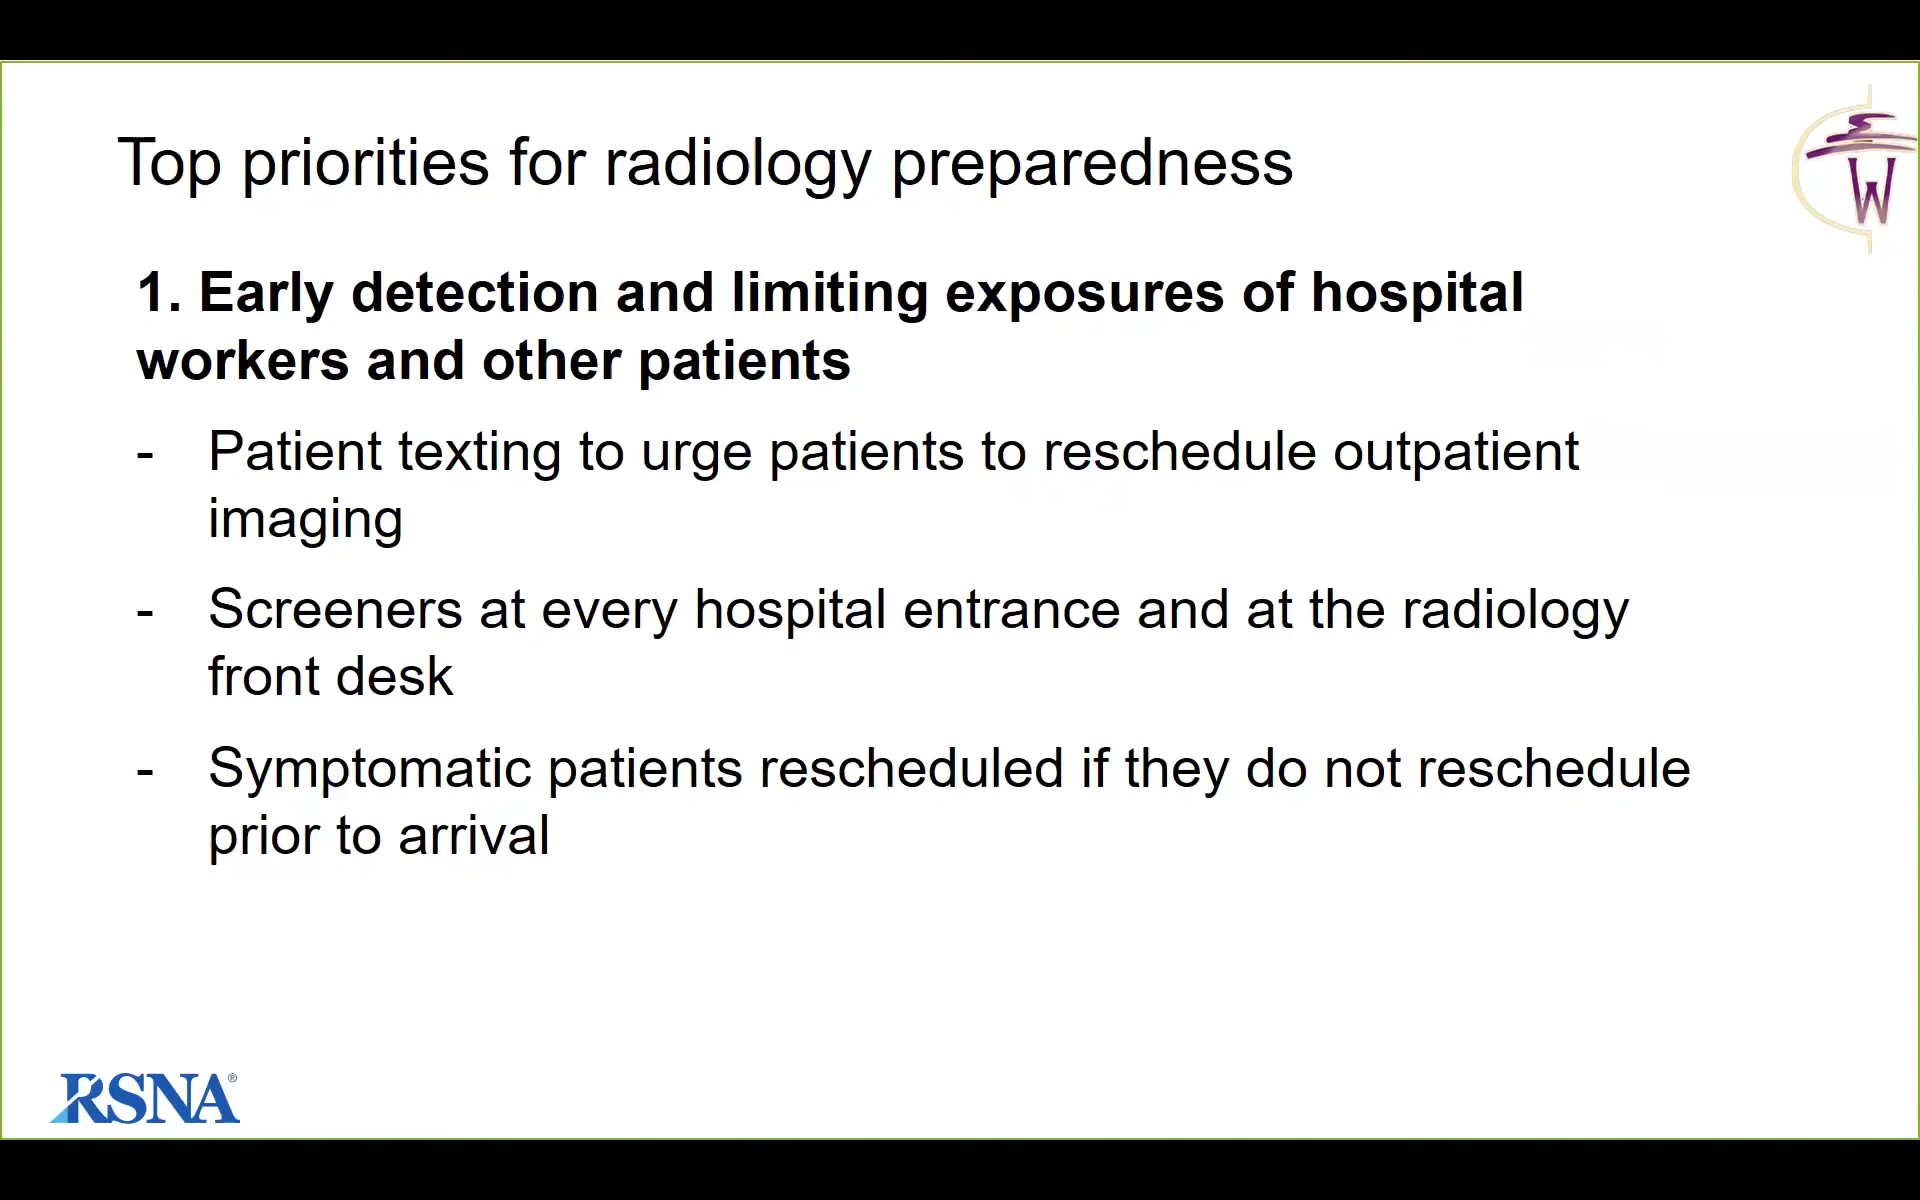 Top priorities for radiology preparedness
W
1. Early detection and limiting exposures of hospital
workers and other patients
- Patient texting to urge patients to reschedule outpatient
imaging
- Screeners at every hospital entrance and at the radiology
front desk
- Symptomatic patients rescheduled if they do not reschedule
prior to arrival
RSNA®